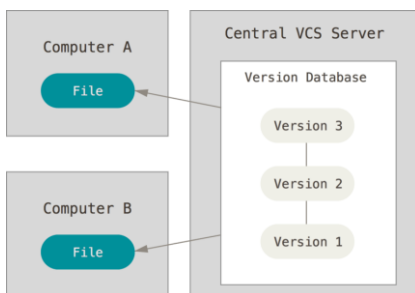 Computer A
File
Computer B
File
Central VCS Server
Version Database
Version 3
Version 2
Version 1